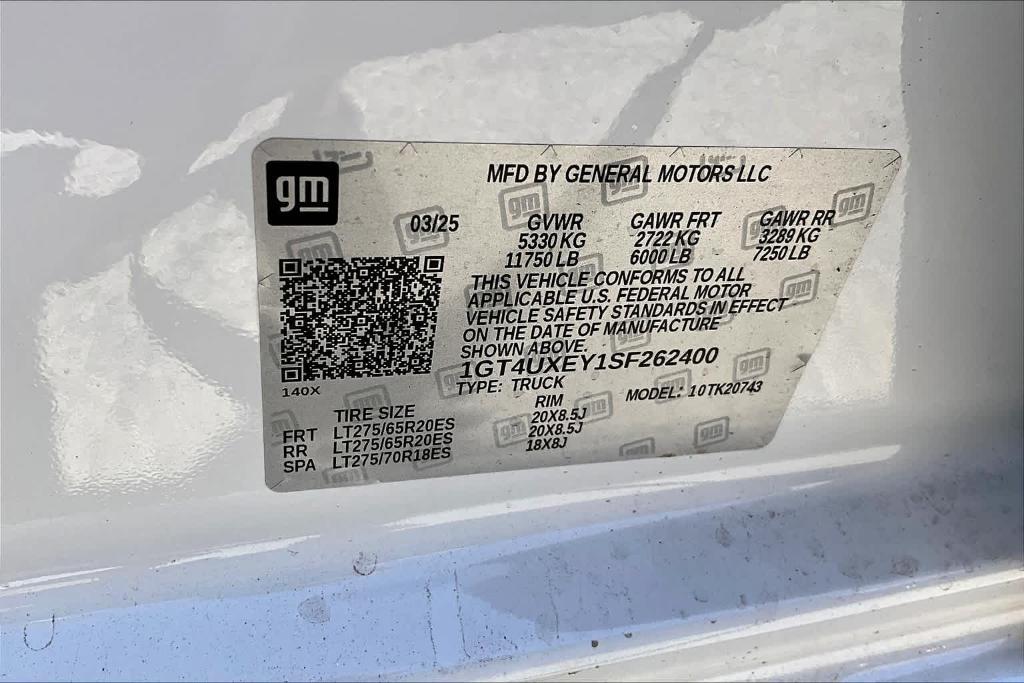 gm
MFD BY GENERAL MOTORS LLC
03/25 GVWR GAWR FRT GAWR RR
5330 KG 2722 KG 3289 KG
11750 LB 6000 LB 7250 LB
THIS VEHICLE CONFORMS TO ALL
APPLICABLE U.S. FEDERAL MOTOR
VEHICLE SAFETY STANDARDS IN EFFECT
ON THE DATE OF MANUFACTURE
SHOWN ABOVE.
1GT4UXEY1SF262400
140X
TYPE: TRUCK MODEL: 10TK20743
TIRE SIZE RIM
FRT LT275/65R20ES 20X8.5J
RR LT275/65R20ES 20X8.5J
SPA LT275/70R18ES 18X8J